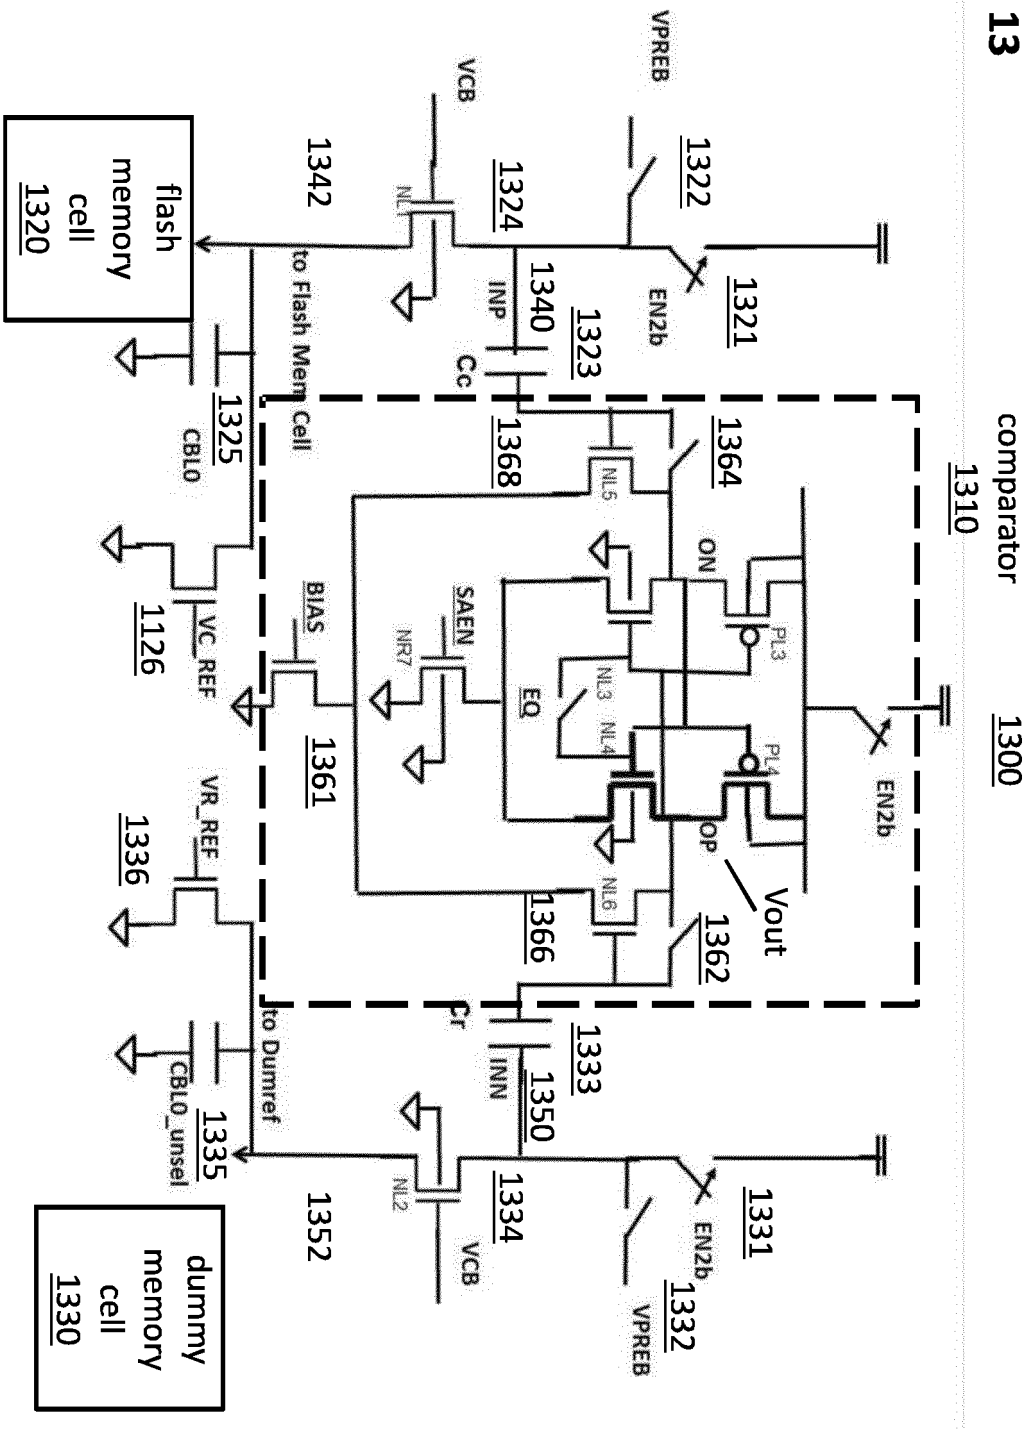 13
1300
comparator
1310
EN2b
1321
EN2b
1322
VPREB
1331
EN2b
1332
VPREB
1364
1362
Vout
PL3
PL4
ON
OP
NL3
NL4
NL5
NL6
EQ
1368
1366
SAEN
NR7
BIAS
1361
1323
Cc
1340
INP
1324
VCB
1342
1333
Cr
1350
INN
1334
NL2
VCB
1352
to Flash Mem Cell
to Dumref
1325
CBL0
1126
VC_REF
VR_REF
1336
1335
CBL0_unsel
flash
memory
cell
1320
dummy
memory
cell
1330